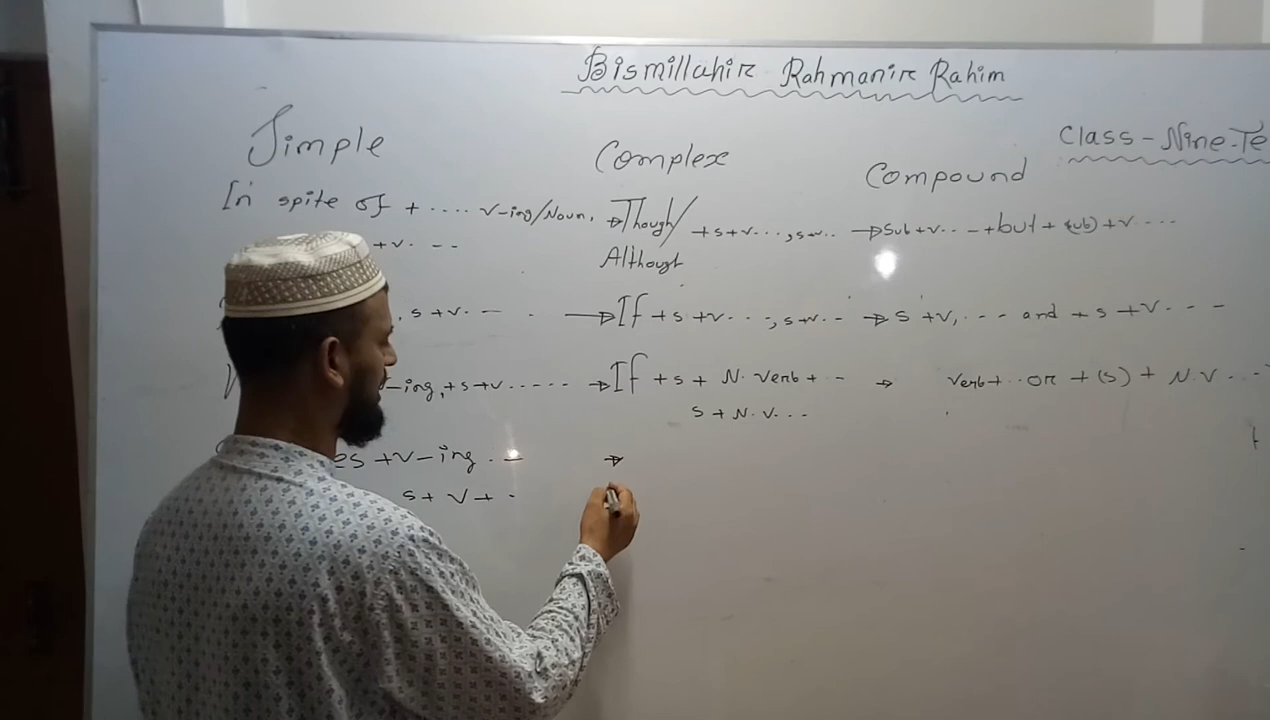 Bismillahir Rahmanir Rahim
Class - Nine-Te
Simple Complex Compound
In spite of + .... V-ing/Noun, Though/ + s + v..., s+v.. Sub + v.. - + but + (sub) + v ...
+ v. - - Although
, s + v. - - If + s + v - - -, s+v. - - s + v, - - - and + s + v - - -
-ing, + s + v ..... If + s + N. verb + - verb + .. or + (s) + N.V ...
s + N.v...
es + v - ing . -
s + v + .